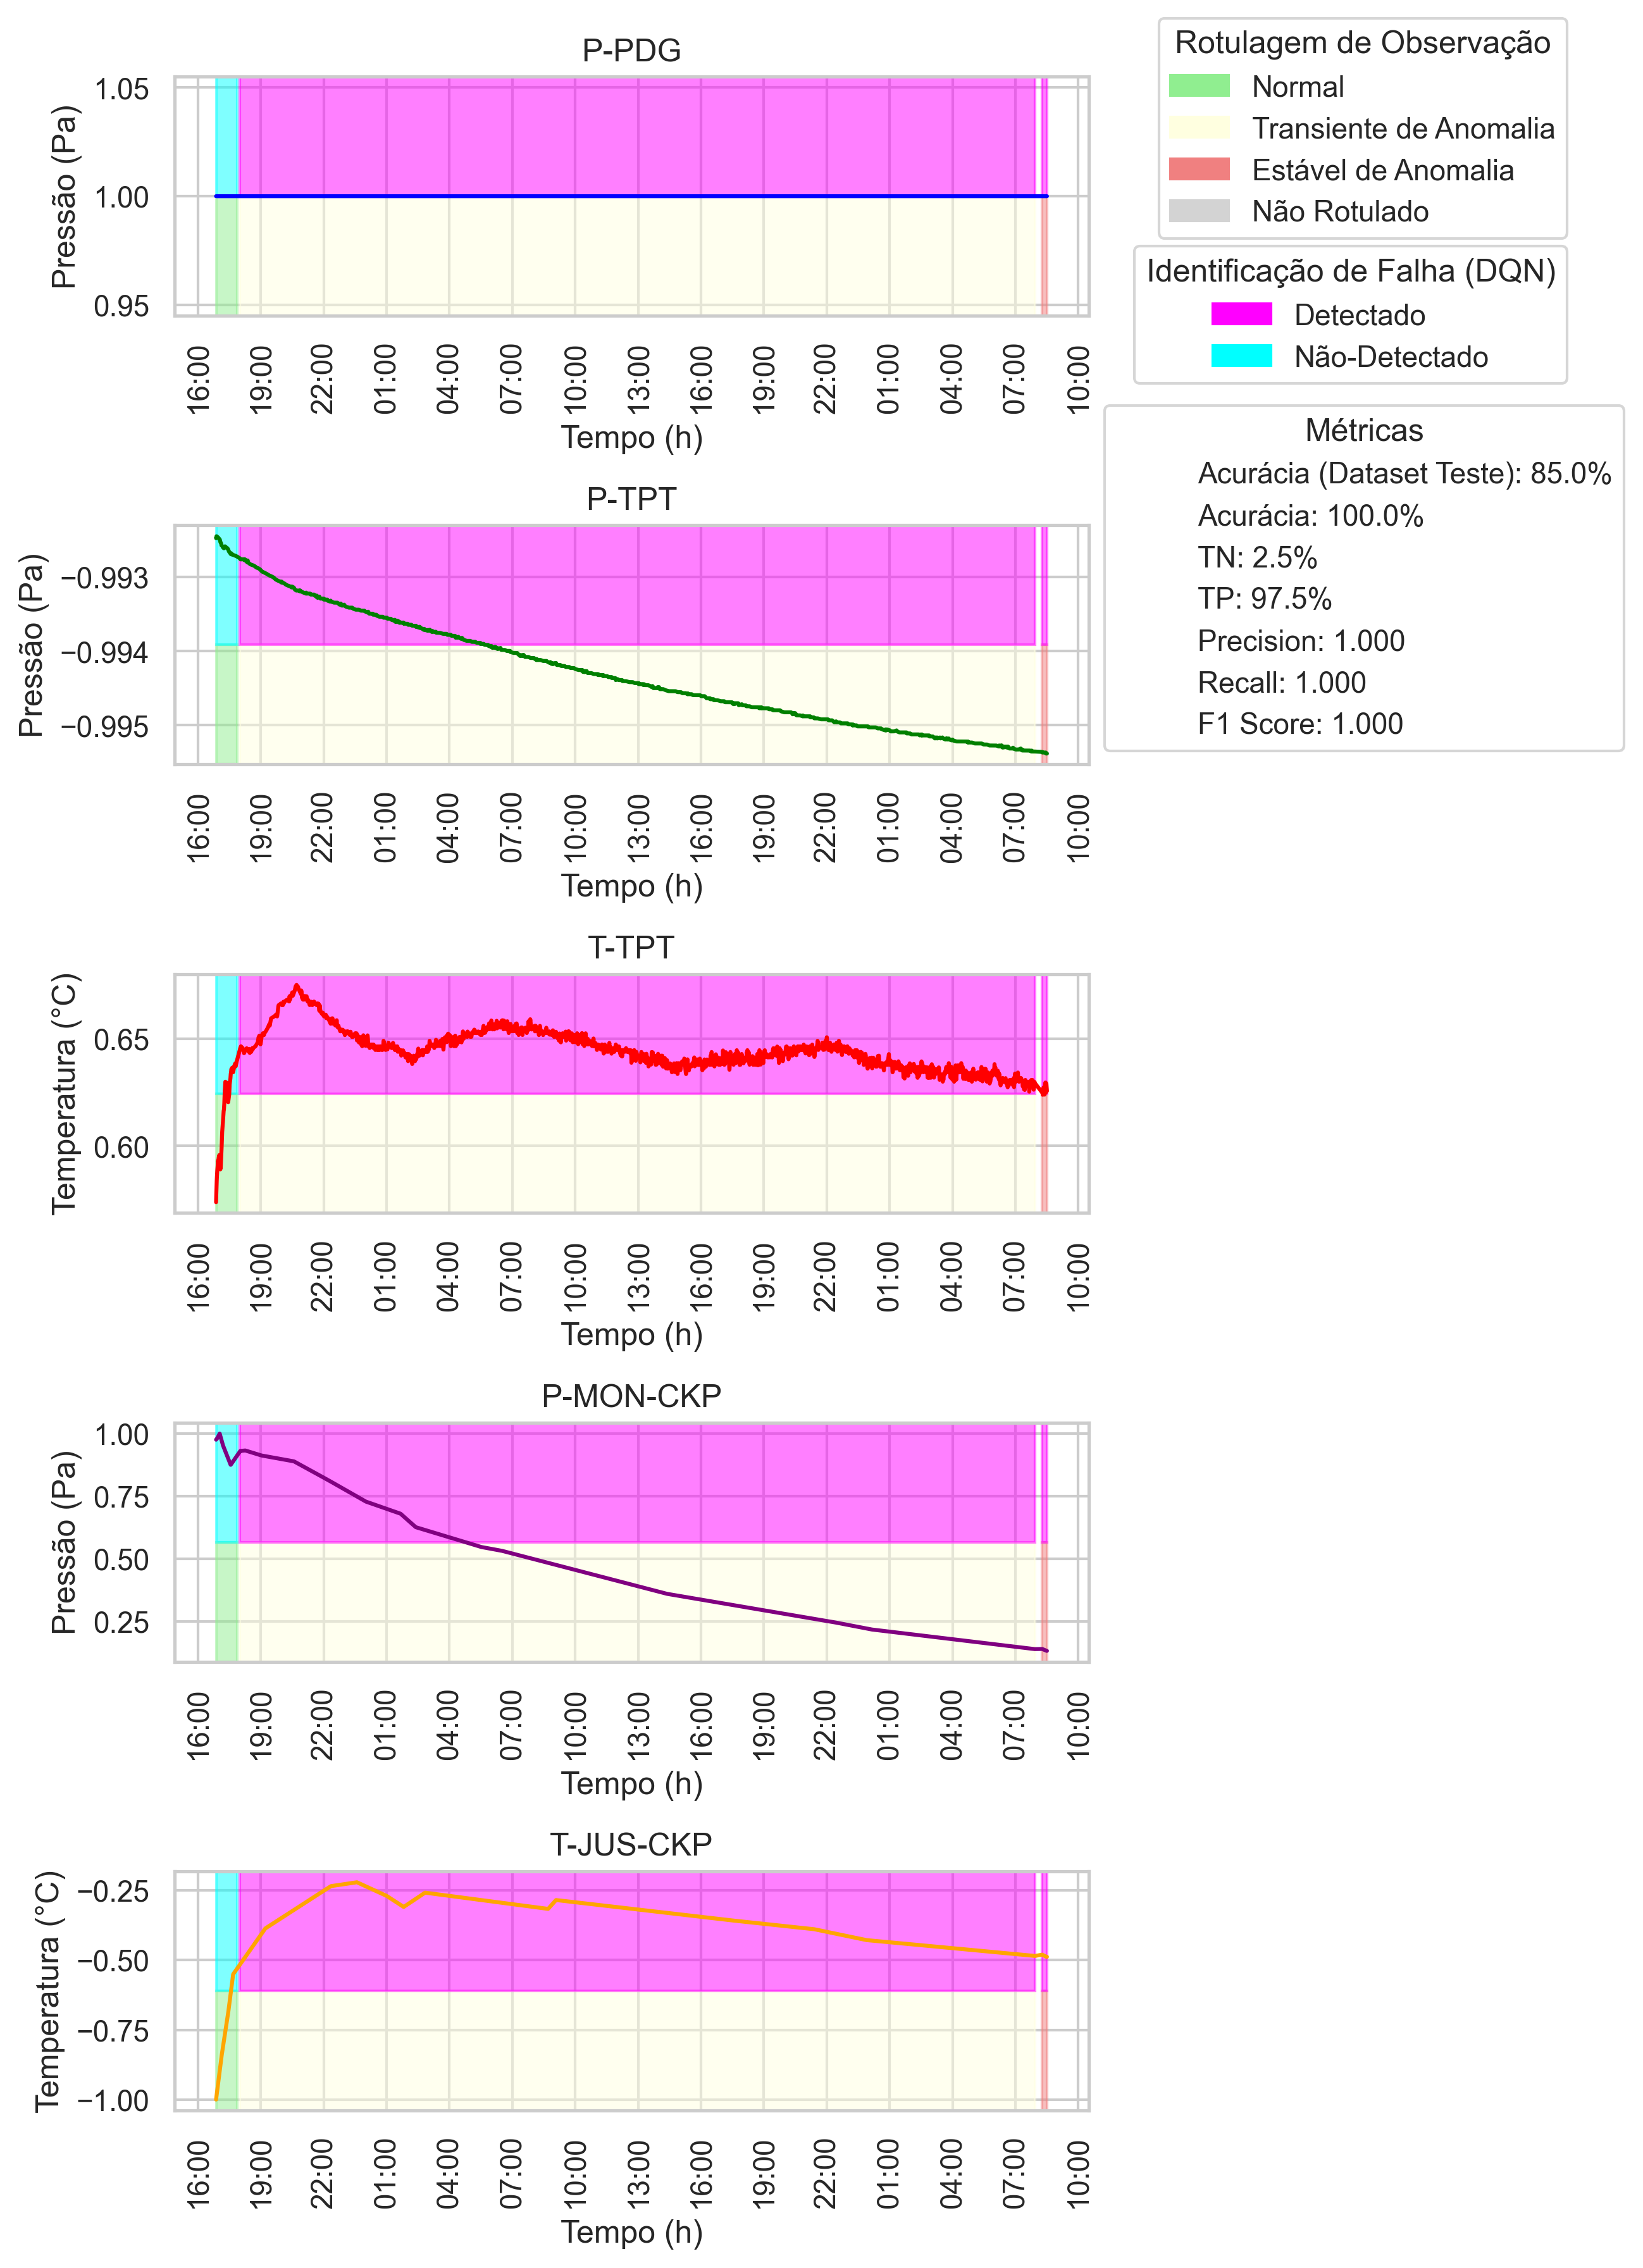 P-PDG
Pressão (Pa)
1.05
1.00
0.95
16:00 19:00 22:00 01:00 04:00 07:00 10:00 13:00 16:00 19:00 22:00 01:00 04:00 07:00 10:00
Tempo (h)
Rotulagem de Observação
Normal
Transiente de Anomalia
Estável de Anomalia
Não Rotulado
Identificação de Falha (DQN)
Detectado
Não-Detectado
Métricas
Acurácia (Dataset Teste): 85.0%
Acurácia: 100.0%
TN: 2.5%
TP: 97.5%
Precision: 1.000
Recall: 1.000
F1 Score: 1.000
P-TPT
Pressão (Pa)
−0.993
−0.994
−0.995
16:00 19:00 22:00 01:00 04:00 07:00 10:00 13:00 16:00 19:00 22:00 01:00 04:00 07:00 10:00
Tempo (h)
T-TPT
Temperatura (°C)
0.65
0.60
16:00 19:00 22:00 01:00 04:00 07:00 10:00 13:00 16:00 19:00 22:00 01:00 04:00 07:00 10:00
Tempo (h)
P-MON-CKP
Pressão (Pa)
1.00
0.75
0.50
0.25
16:00 19:00 22:00 01:00 04:00 07:00 10:00 13:00 16:00 19:00 22:00 01:00 04:00 07:00 10:00
Tempo (h)
T-JUS-CKP
Temperatura (°C)
−0.25
−0.50
−0.75
−1.00
16:00 19:00 22:00 01:00 04:00 07:00 10:00 13:00 16:00 19:00 22:00 01:00 04:00 07:00 10:00
Tempo (h)